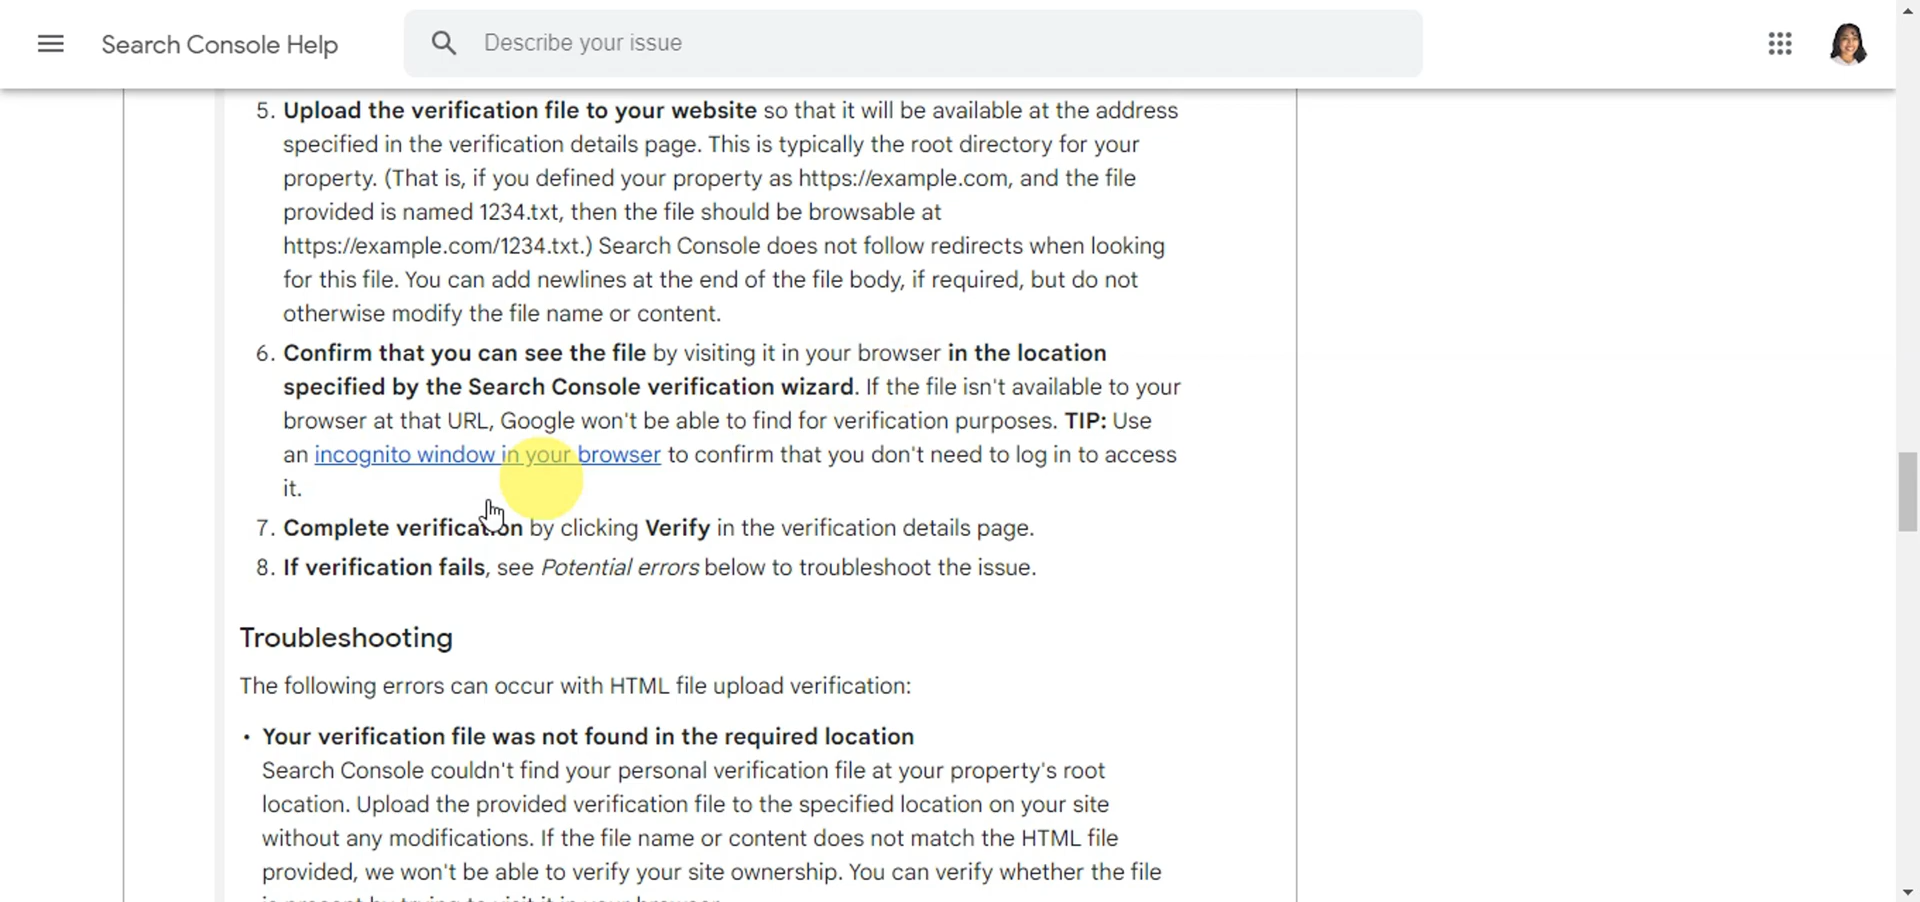 Search Console Help
Describe your issue
5. Upload the verification file to your website so that it will be available at the address
specified in the verification details page. This is typically the root directory for your
property. (That is, if you defined your property as https://example.com, and the file
provided is named 1234.txt, then the file should be browsable at
https://example.com/1234.txt.) Search Console does not follow redirects when looking
for this file. You can add newlines at the end of the file body, if required, but do not
otherwise modify the file name or content.
6. Confirm that you can see the file by visiting it in your browser in the location
specified by the Search Console verification wizard. If the file isn't available to your
browser at that URL, Google won't be able to find for verification purposes. TIP: Use
an incognito window in your browser to confirm that you don't need to log in to access
it.
7. Complete verification by clicking Verify in the verification details page.
8. If verification fails, see Potential errors below to troubleshoot the issue.
Troubleshooting
The following errors can occur with HTML file upload verification:
• Your verification file was not found in the required location
Search Console couldn't find your personal verification file at your property's root
location. Upload the provided verification file to the specified location on your site
without any modifications. If the file name or content does not match the HTML file
provided, we won't be able to verify your site ownership. You can verify whether the file